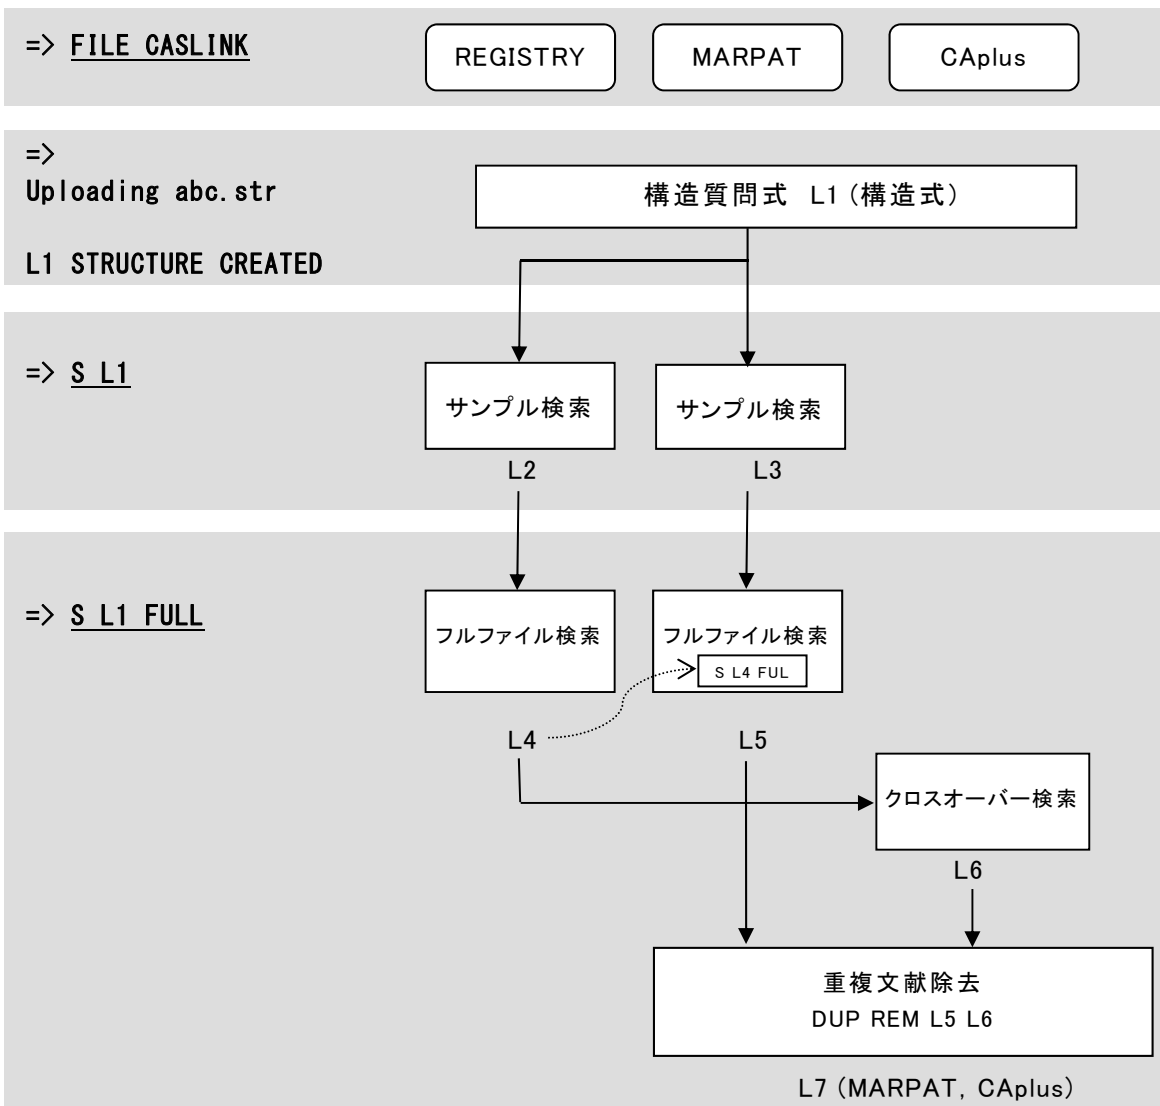 => FILE CASLINK
REGISTRY
MARPAT
CAplus
=>
Uploading abc.str
L1 STRUCTURE CREATED
構造質問式 L1 (構造式)
=> S L1
サンプル検索
サンプル検索
L2
L3
=> S L1 FULL
フルファイル検索
フルファイル検索
S L4 FUL
L4
L5
クロスオーバー検索
L6
重複文献除去
DUP REM L5 L6
L7 (MARPAT, CAplus)